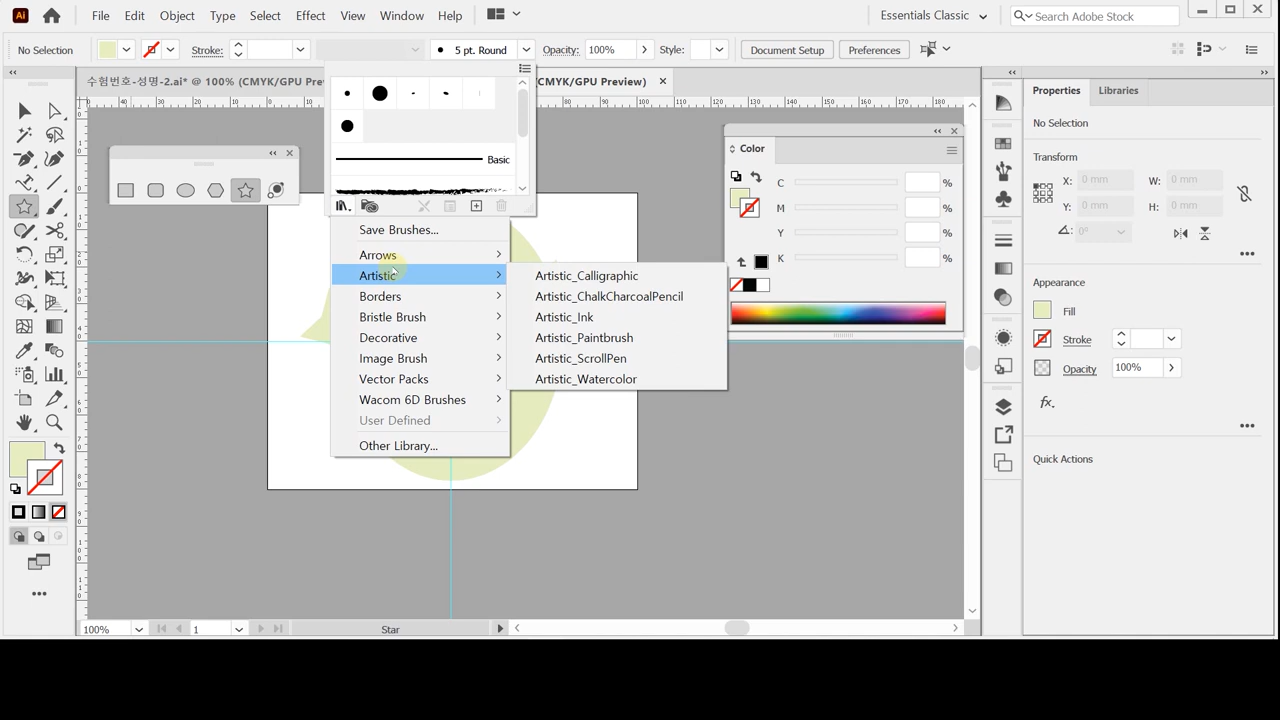 Ai File Edit Object Type Select Effect View Window Help Essentials Classic Search Adobe Stock
No Selection Stroke: 5 pt. Round Opacity: 100% Style: Document Setup Preferences
수험번호-성명-2.ai* @ 100% (CMYK/GPU Pre (CMYK/GPU Preview)
Properties Libraries
No Selection
Transform
X: 0 mm W: 0 mm
Y: 0 mm H: 0 mm
0°
Appearance
Fill
Stroke
Opacity 100%
fx.
Quick Actions
Color
C %
M %
Y %
K %
Basic
Save Brushes...
Arrows
Artistic
Borders
Bristle Brush
Decorative
Image Brush
Vector Packs
Wacom 6D Brushes
User Defined
Other Library...
Artistic_Calligraphic
Artistic_ChalkCharcoalPencil
Artistic_Ink
Artistic_Paintbrush
Artistic_ScrollPen
Artistic_Watercolor
100% 1 Star